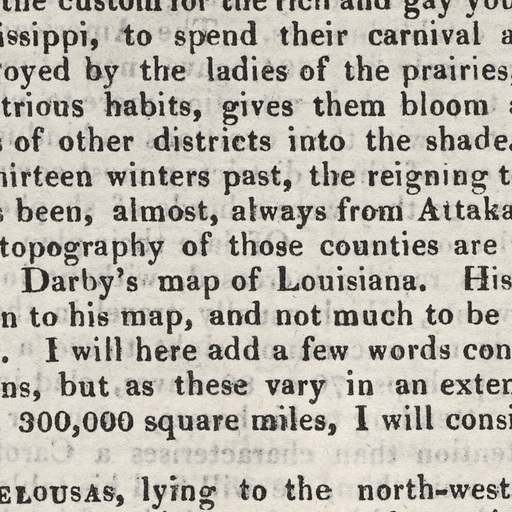 the custom for the rich and gay you
issippi, to spend their carnival a
royed by the ladies of the prairies,
trious habits, gives them bloom
of other districts into the shade.
hirteen winters past, the reigning t
been, almost, always from Attaka
topography of those counties are
Darby's map of Louisiana. His
n to his map, and not much to be
. I will here add a few words con
ns, but as these vary in an exten
300,000 square miles, I will consi
ELOUSAS, lying to the north-west